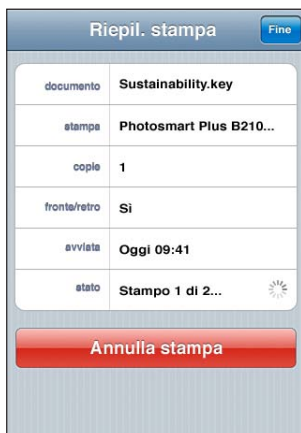 Riepil. stampa
Fine
documento Sustainability.key
stampa Photosmart Plus B210...
copie 1
fronte/retro Sì
avviata Oggi 09:41
stato Stampo 1 di 2...
Annulla stampa